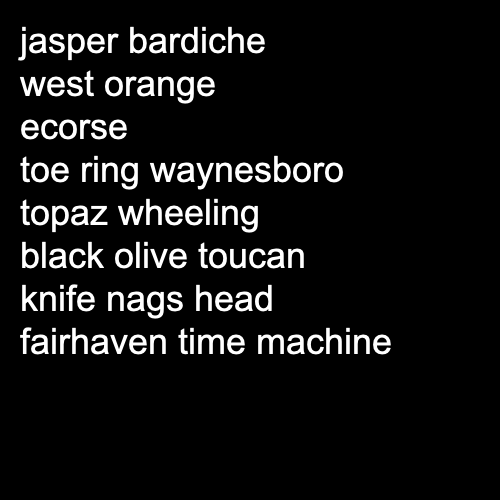 jasper bardiche
west orange
ecorse
toe ring waynesboro
topaz wheeling
black olive toucan
knife nags head
fairhaven time machine